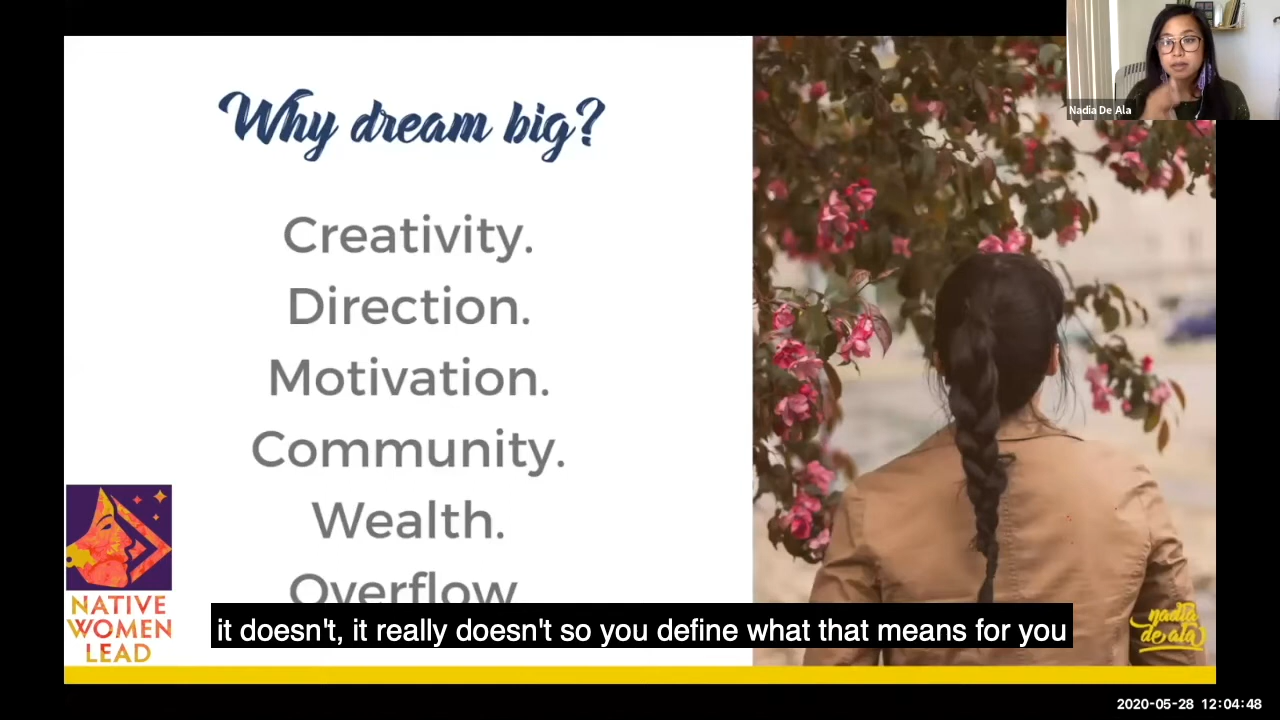 Nadia De Ala
Why dream big?
Creativity.
Direction.
Motivation.
Community.
Wealth.
Overflow
NATIVE
WOMEN
LEAD
it doesn't, it really doesn't so you define what that means for you
nadia
de ala
2020-05-28 12:04:48